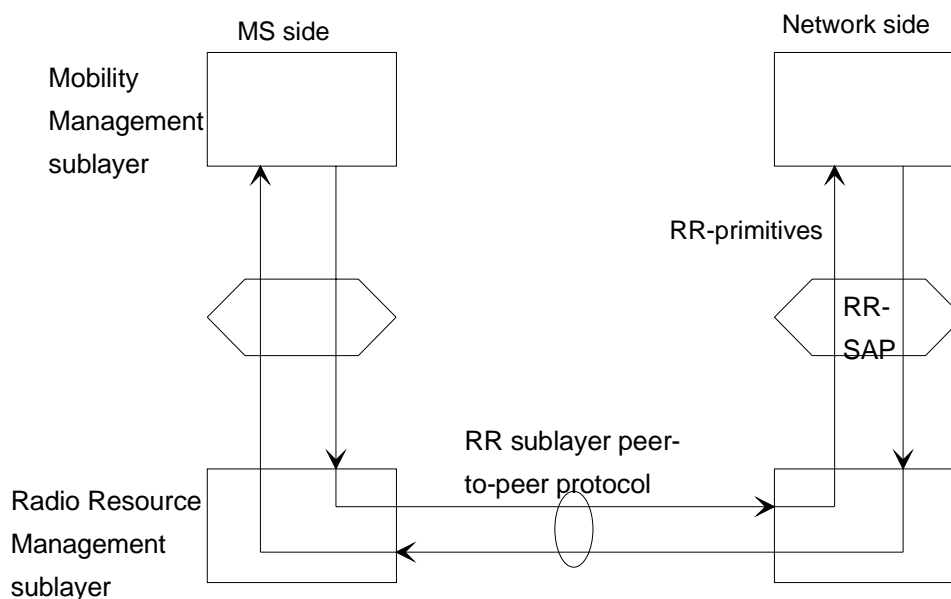 MS side
Network side
Mobility
Management
sublayer
RR-primitives
RR-
SAP
RR sublayer peer-
to-peer protocol
Radio Resource
Management
sublayer